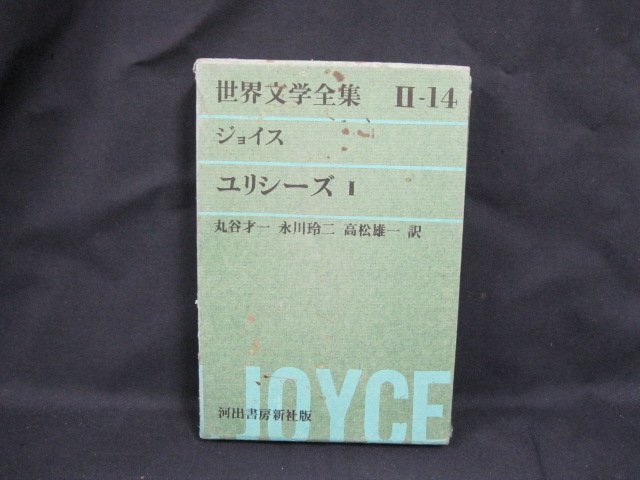 世界文学全集 II-14
ジョイス
ユリシーズ I
丸谷才一 永川玲二 高松雄一 訳
JOYCE
河出書房新社版